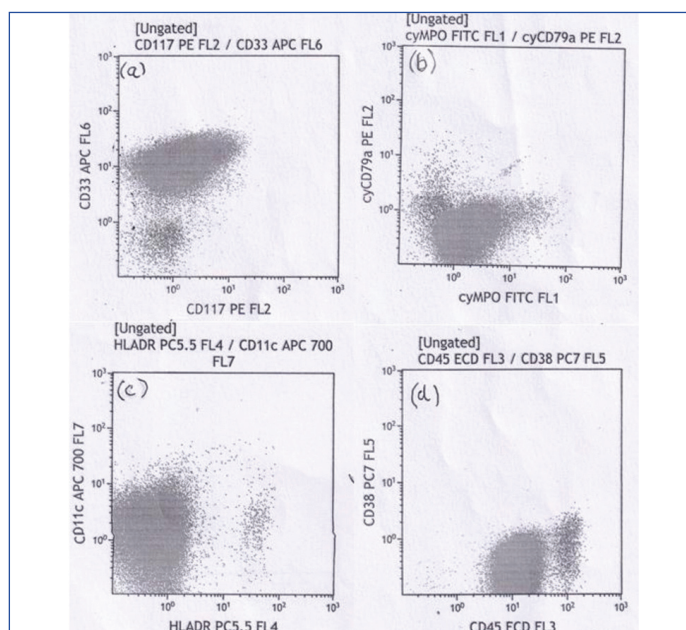 [Ungated]
CD117 PE FL2 / CD33 APC FL6
(a)
10³
10²
10¹
10⁰
CD33 APC FL6
10⁰ 10¹ 10² 10³
CD117 PE FL2
[Ungated]
cyMPO FITC FL1 / cyCD79a PE FL2
(b)
10³
10²
10¹
10⁰
cyCD79a PE FL2
10⁰ 10¹ 10² 10³
cyMPO FITC FL1
[Ungated]
HLADR PC5.5 FL4 / CD11c APC 700
FL7
(c)
10³
10²
10¹
10⁰
CD11c APC 700 FL7
10⁰ 10¹ 10² 10³
HLADR PC5.5 FL4
[Ungated]
CD45 ECD FL3 / CD38 PC7 FL5
(d)
10³
10²
10¹
10⁰
CD38 PC7 FL5
10⁰ 10¹ 10² 10³
CD45 ECD FL3